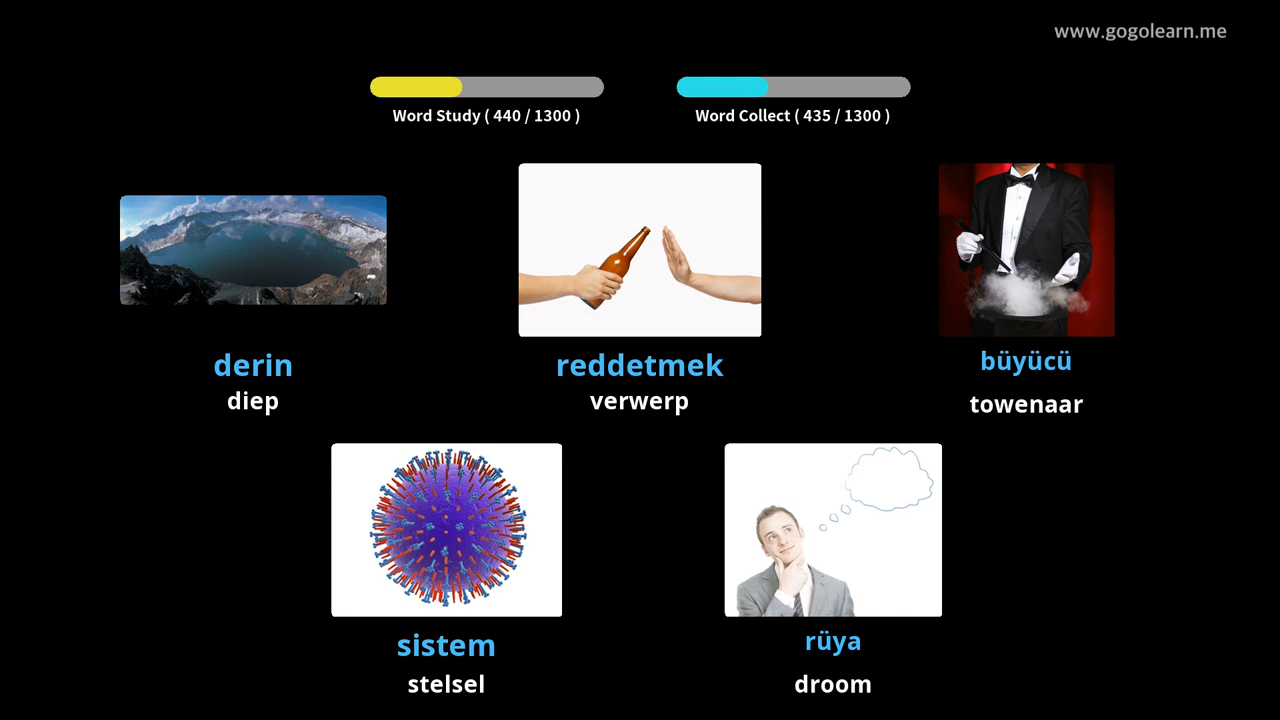 www.gogolearn.me
Word Study ( 440 / 1300 )
Word Collect ( 435 / 1300 )
derin
diep
reddetmek
verwerp
büyücü
towenaar
sistem
stelsel
rüya
droom